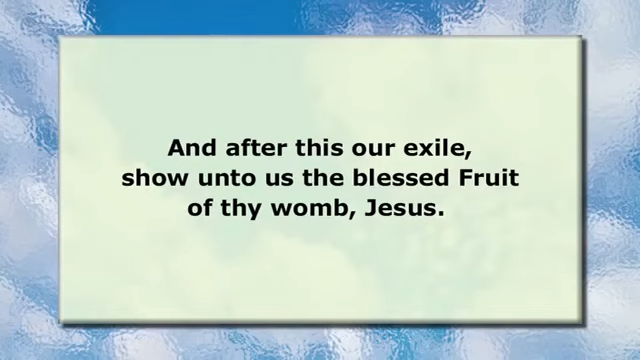 And after this our exile,
show unto us the blessed Fruit
of thy womb, Jesus.